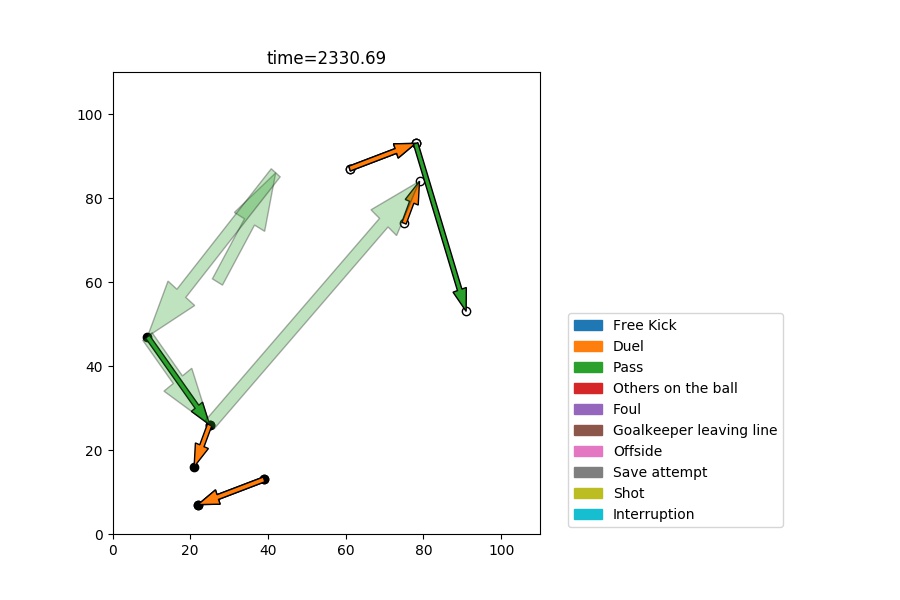 time=2330.69
100
80
60
40
20
0
0 20 40 60 80 100
Free Kick
Duel
Pass
Others on the ball
Foul
Goalkeeper leaving line
Offside
Save attempt
Shot
Interruption